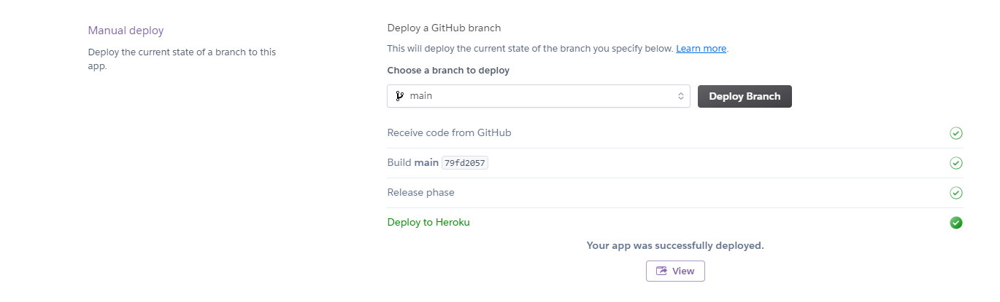 Manual deploy
Deploy the current state of a branch to this
app.
Deploy a GitHub branch
This will deploy the current state of the branch you specify below. Learn more.
Choose a branch to deploy
main
Deploy Branch
Receive code from GitHub
Build main 79fd2057
Release phase
Deploy to Heroku
Your app was successfully deployed.
View